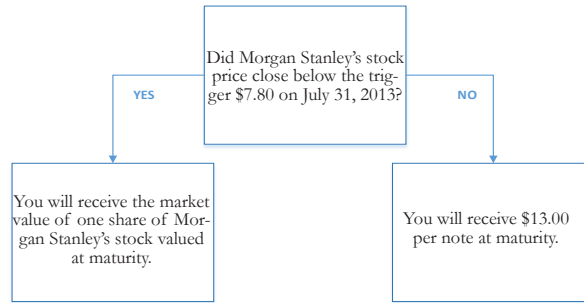 Did Morgan Stanley’s stock
price close below the trig-
ger $7.80 on July 31, 2013?
YES
NO
You will receive the market
value of one share of Mor-
gan Stanley’s stock valued
at maturity.
You will receive $13.00
per note at maturity.